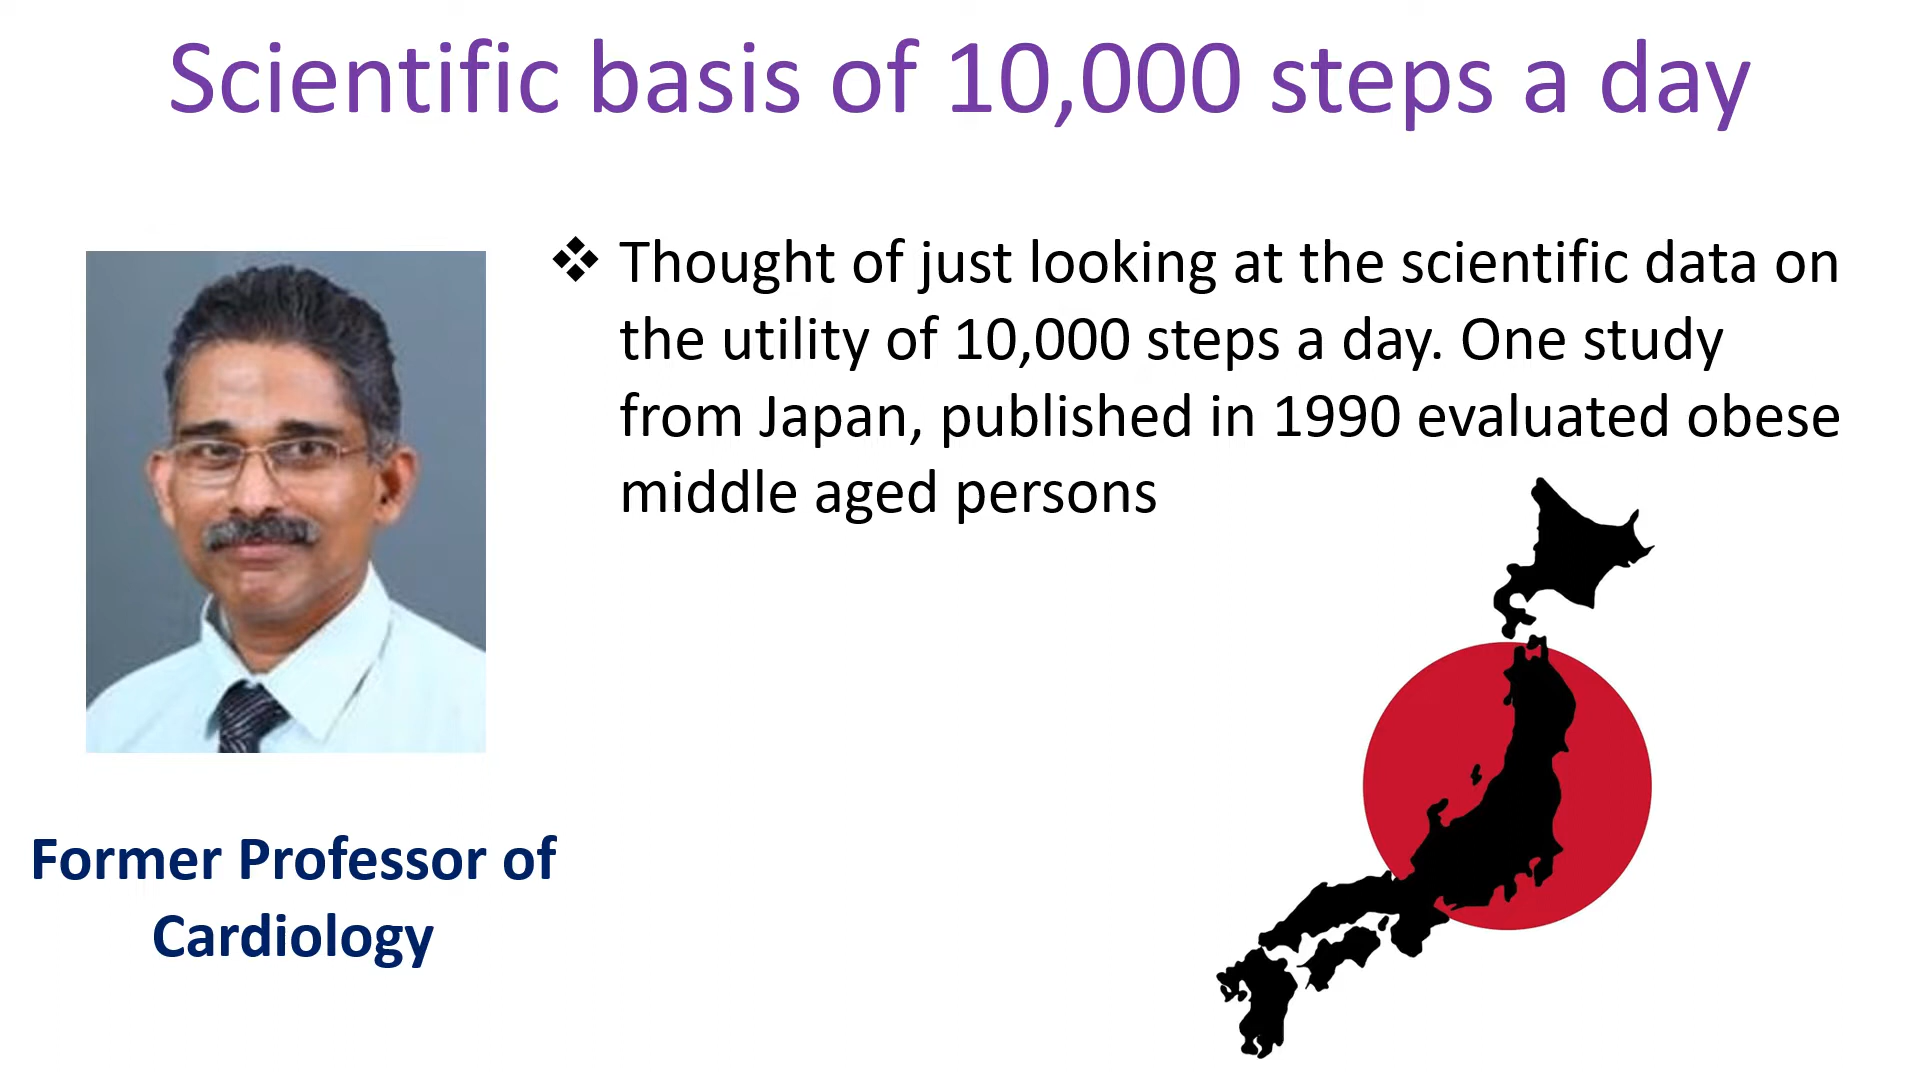 Scientific basis of 10,000 steps a day
❖ Thought of just looking at the scientific data on
the utility of 10,000 steps a day. One study
from Japan, published in 1990 evaluated obese
middle aged persons
Former Professor of
Cardiology